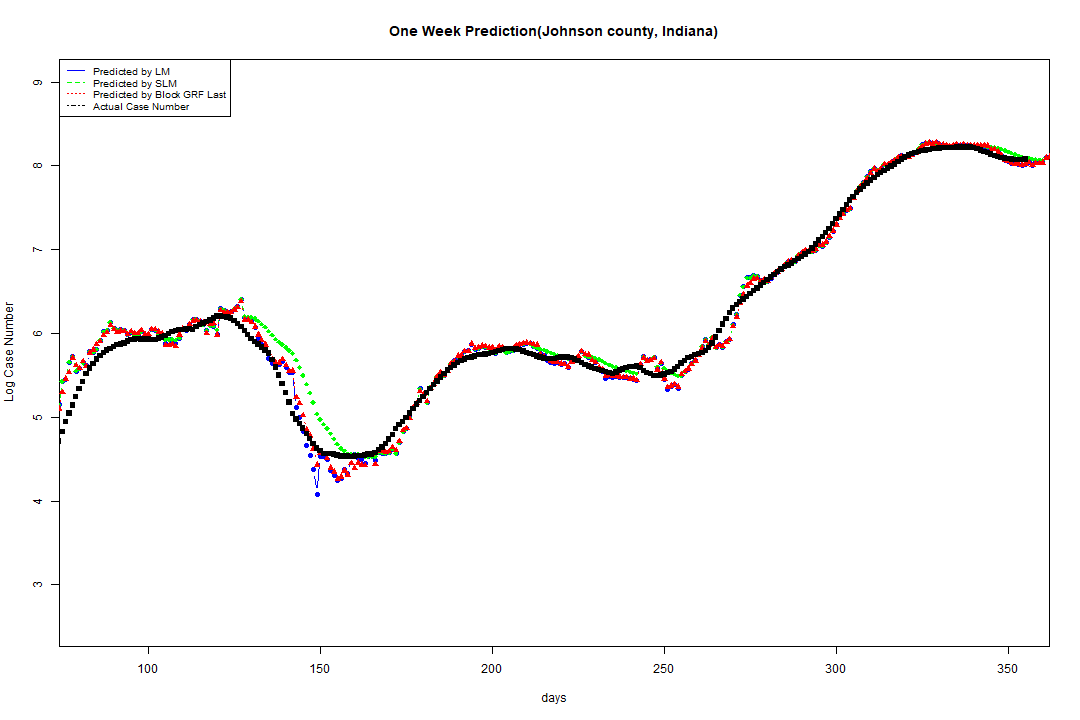 One Week Prediction(Johnson county, Indiana)
Predicted by LM
Predicted by SLM
Predicted by Block GRF Last
Actual Case Number
9
8
7
6
5
4
3
Log Case Number
100 150 200 250 300 350
days